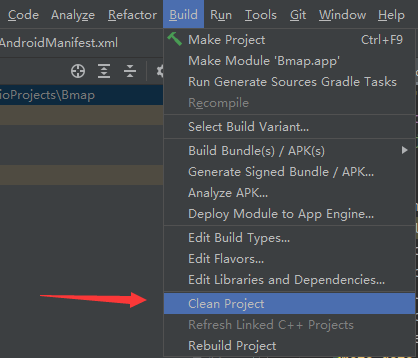 Code Analyze Refactor Build Run Tools Git Window Help
AndroidManifest.xml
ioProjects\Bmap
Make Project Ctrl+F9
Make Module 'Bmap.app'
Run Generate Sources Gradle Tasks
Recompile
Select Build Variant...
Build Bundle(s) / APK(s)
Generate Signed Bundle / APK...
Analyze APK...
Deploy Module to App Engine...
Edit Build Types...
Edit Flavors...
Edit Libraries and Dependencies...
Clean Project
Refresh Linked C++ Projects
Rebuild Project